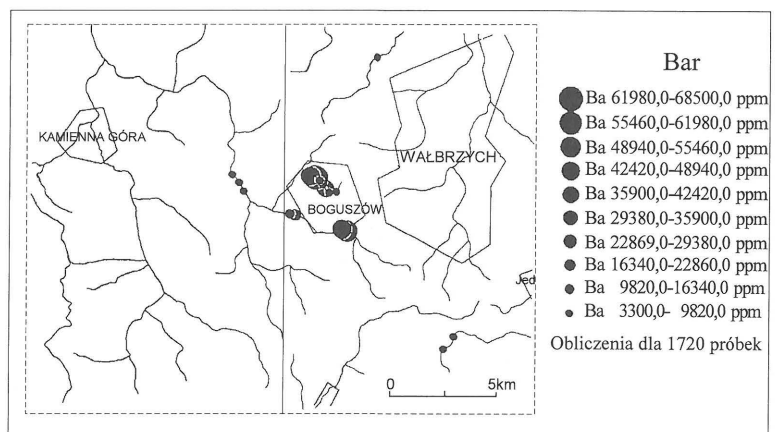 KAMIENNA GÓRA
WAŁBRZYCH
BOGUSZÓW
Jed
0 5km
Bar
Ba 61980,0-68500,0 ppm
Ba 55460,0-61980,0 ppm
Ba 48940,0-55460,0 ppm
Ba 42420,0-48940,0 ppm
Ba 35900,0-42420,0 ppm
Ba 29380,0-35900,0 ppm
Ba 22869,0-29380,0 ppm
Ba 16340,0-22860,0 ppm
Ba 9820,0-16340,0 ppm
Ba 3300,0- 9820,0 ppm
Obliczenia dla 1720 próbek